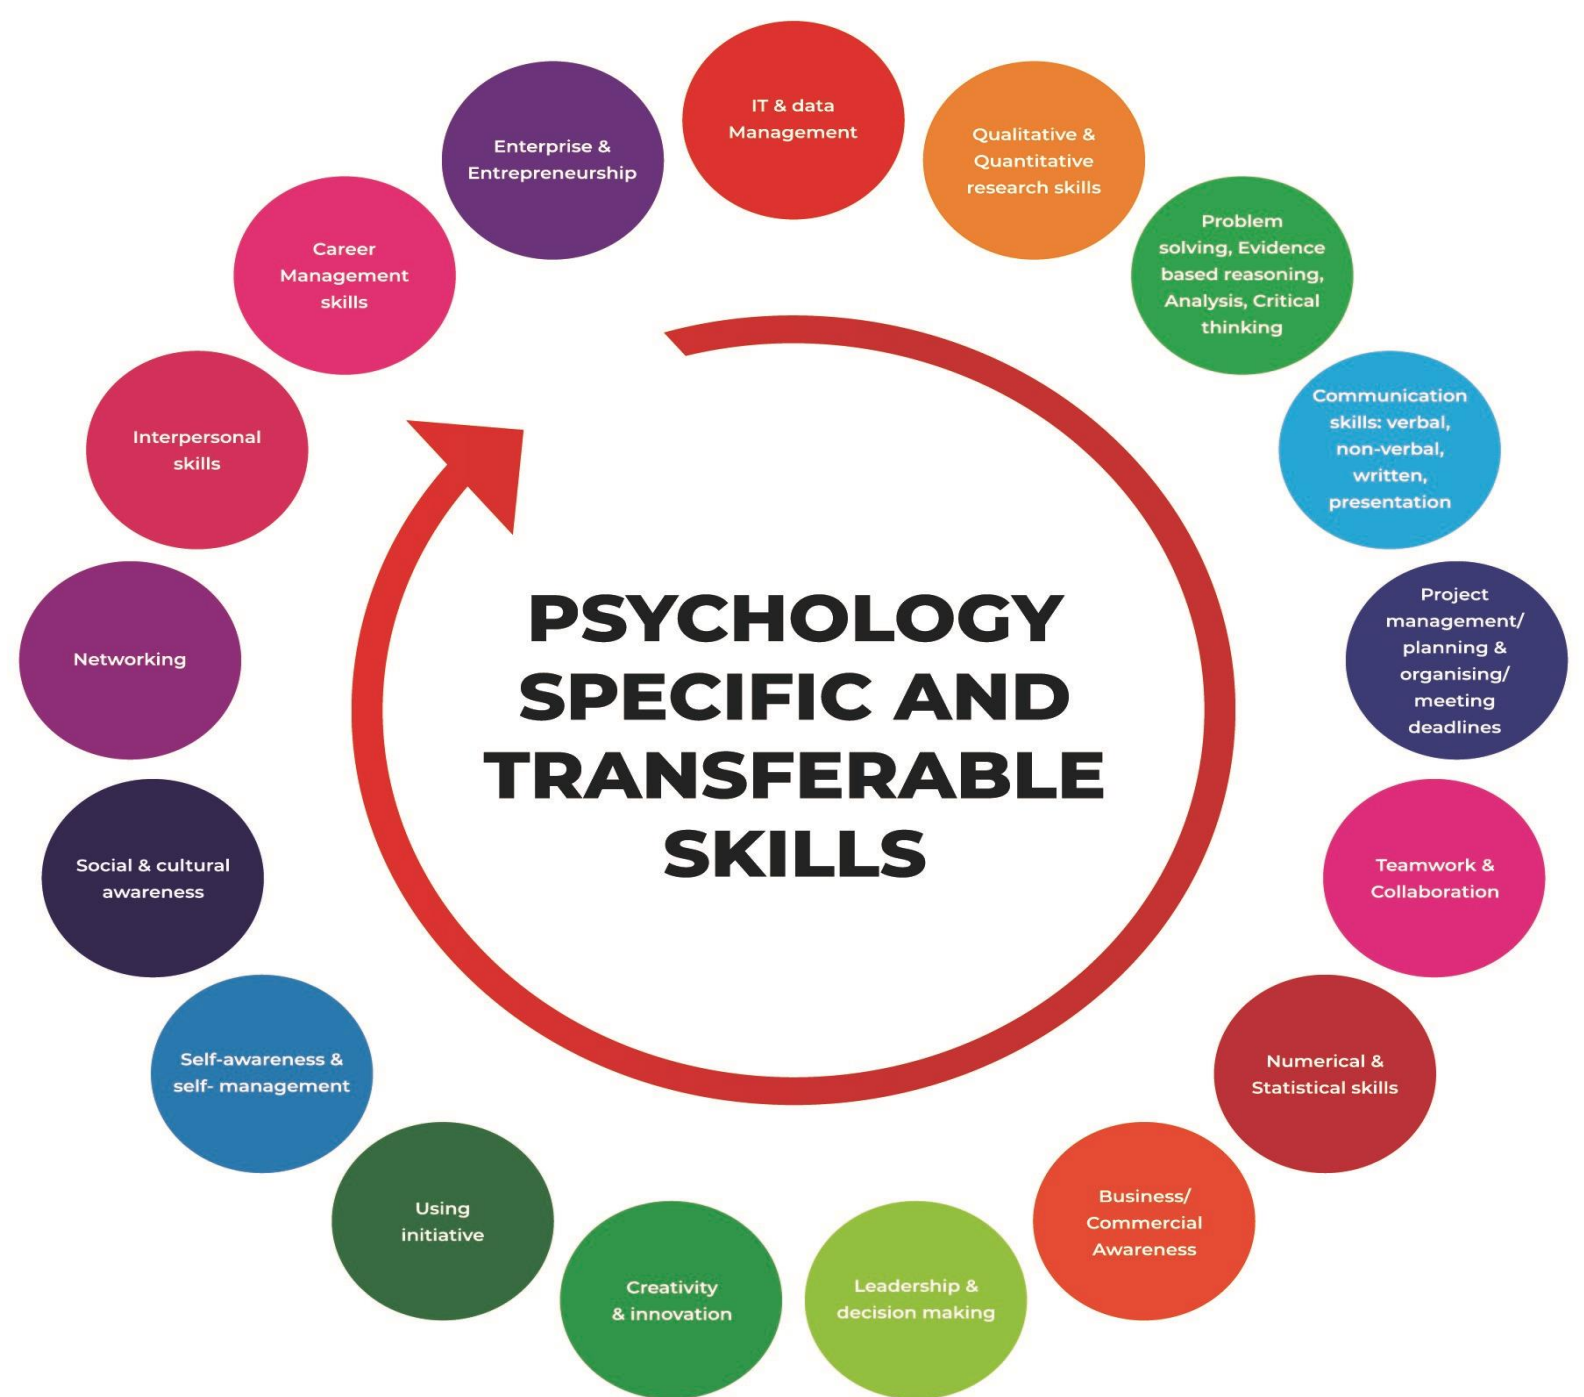 IT & data
Management
Qualitative &
Quantitative
research skills
Problem
solving, Evidence
based reasoning,
Analysis, Critical
thinking
Communication
skills: verbal,
non-verbal,
written,
presentation
Project
management/
planning &
organising/
meeting
deadlines
Teamwork &
Collaboration
Numerical &
Statistical skills
Business/
Commercial
Awareness
Leadership &
decision making
Creativity
& innovation
Using
initiative
Self-awareness &
self- management
Social & cultural
awareness
Networking
Interpersonal
skills
Career
Management
skills
Enterprise &
Entrepreneurship
PSYCHOLOGY
SPECIFIC AND
TRANSFERABLE
SKILLS